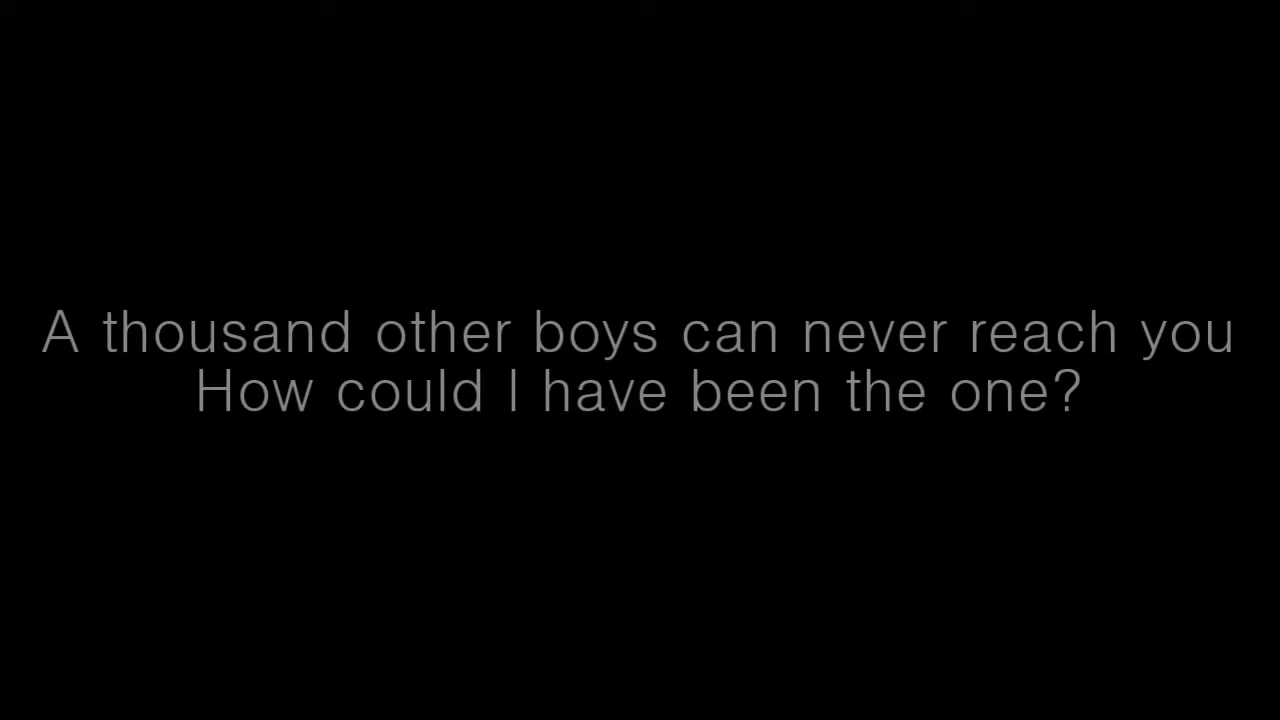 A thousand other boys can never reach you
How could I have been the one?